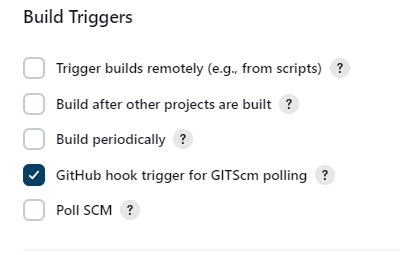 Build Triggers
Trigger builds remotely (e.g., from scripts) ?
Build after other projects are built ?
Build periodically ?
GitHub hook trigger for GITScm polling ?
Poll SCM ?